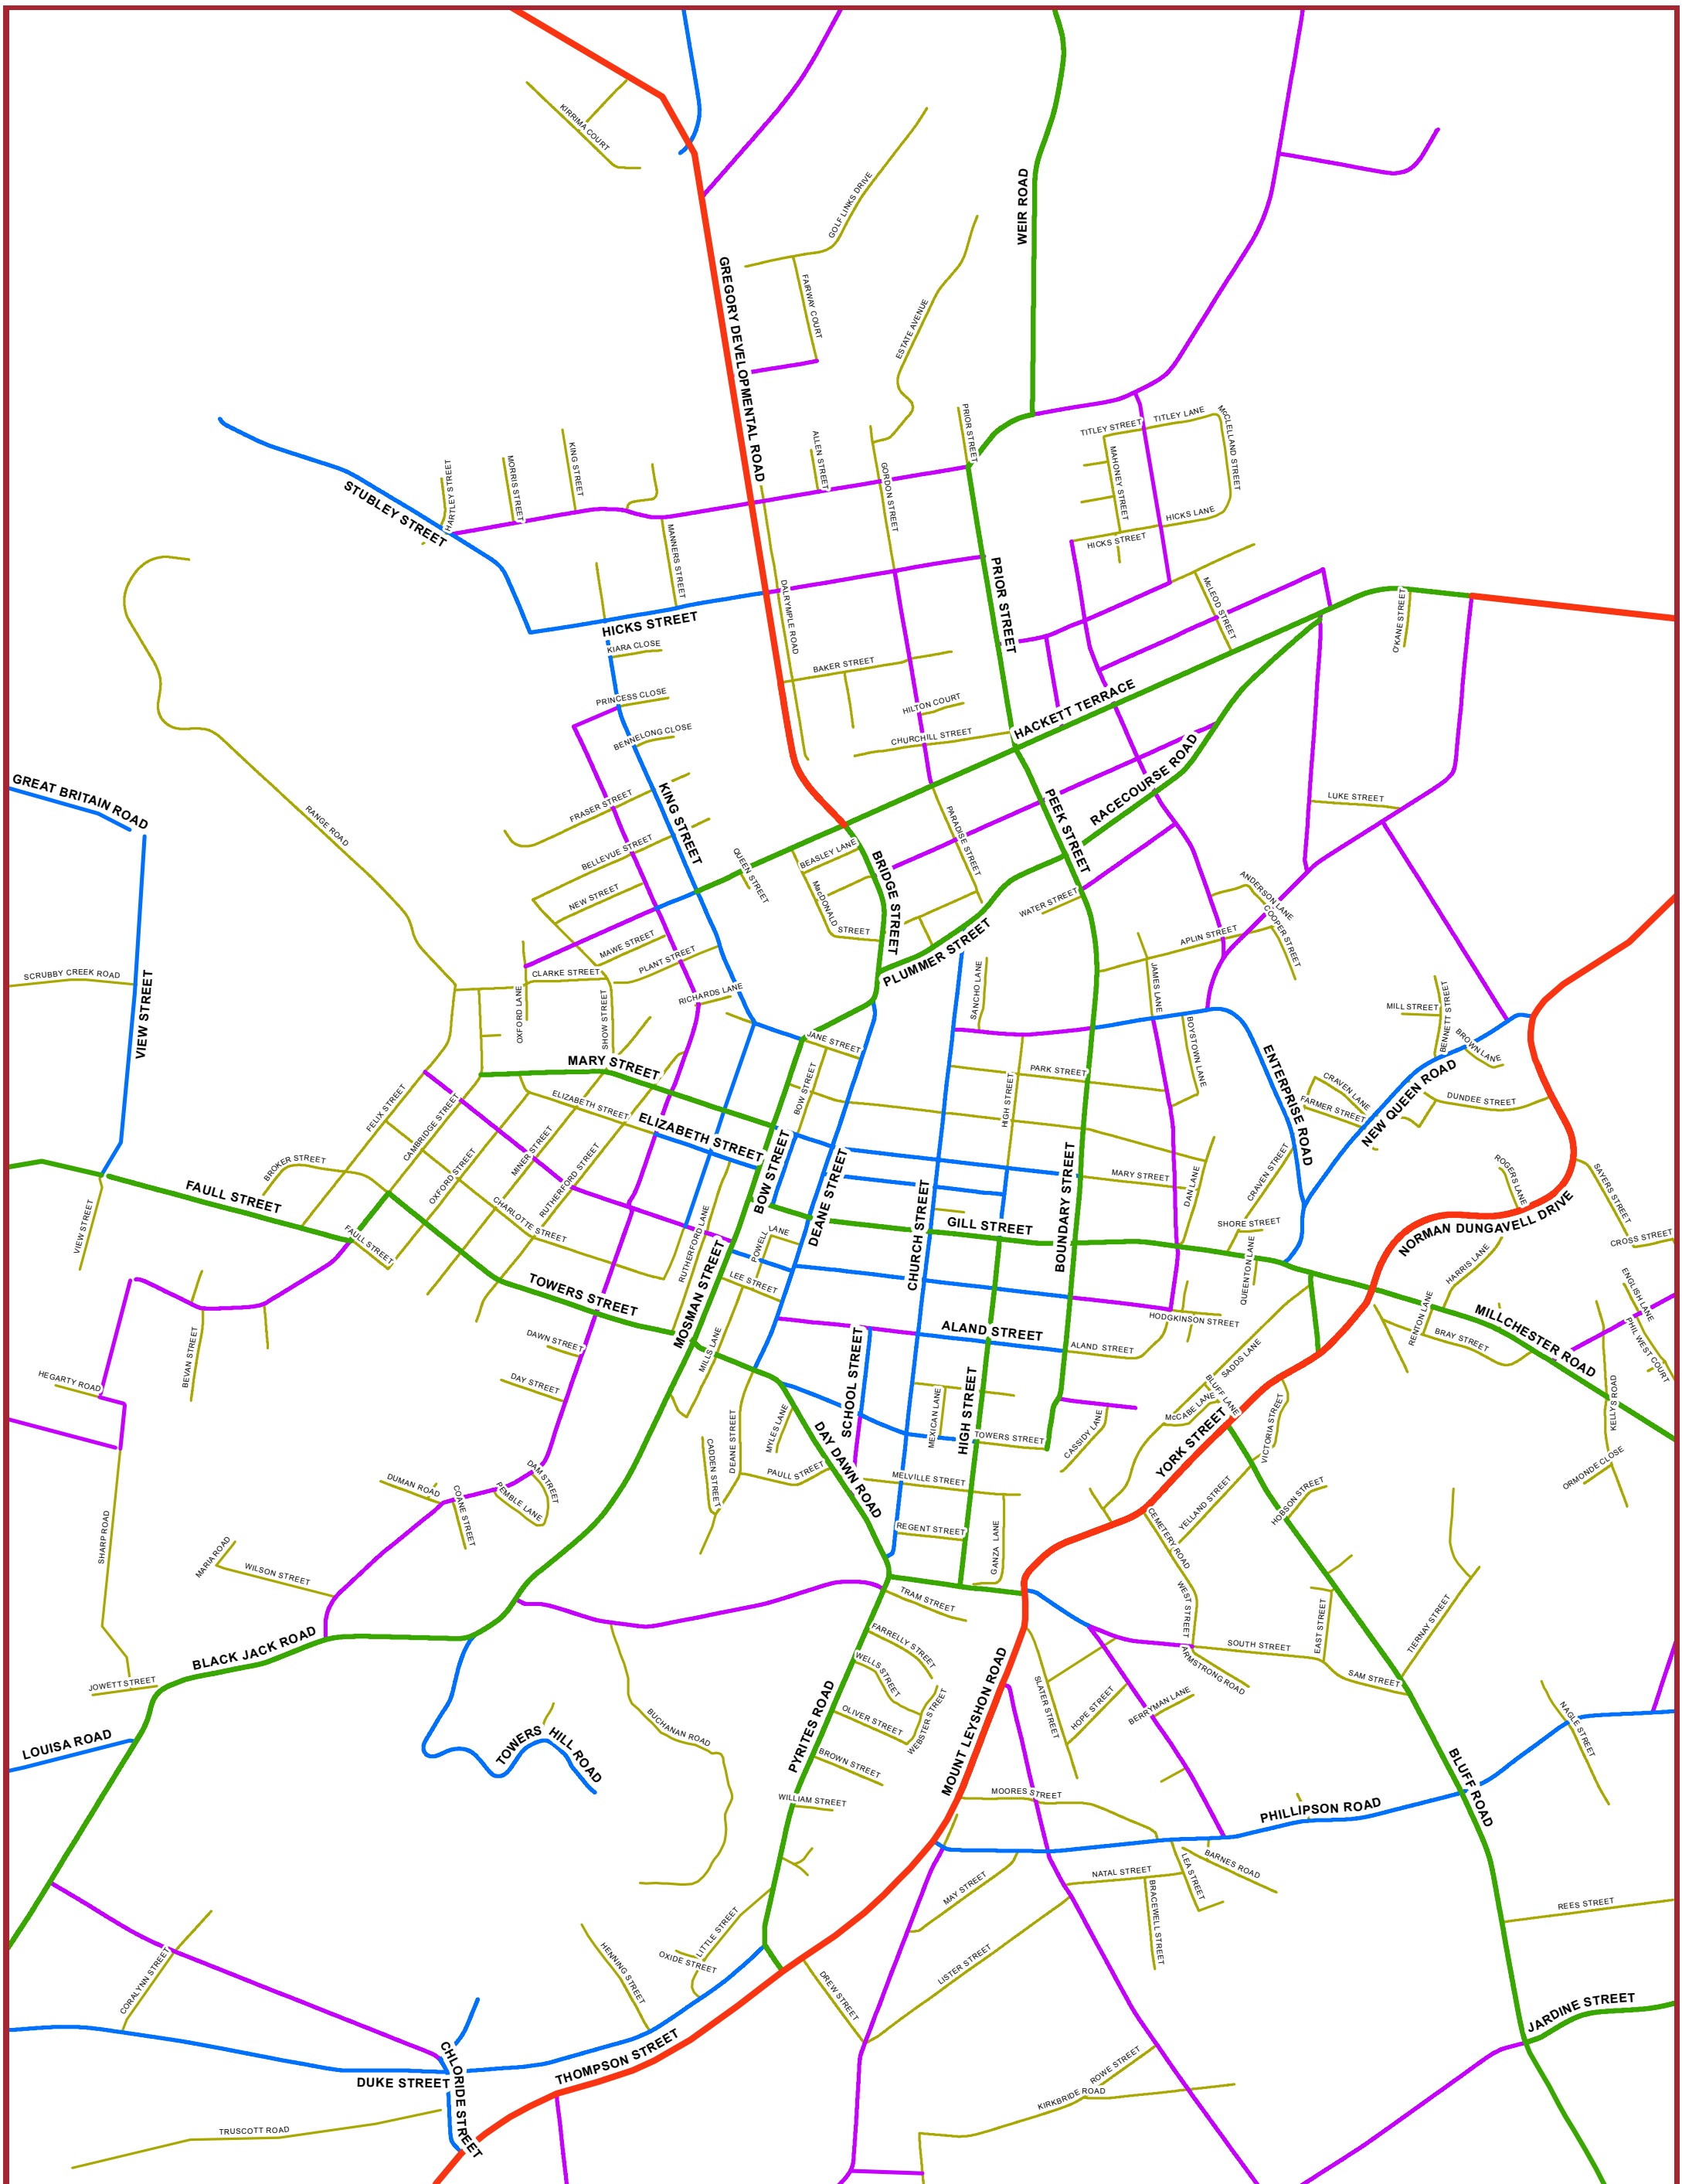 KIRRIMA COURT
GOLF LINKS DRIVE
WEIR ROAD
GREGORY DEVELOPMENTAL ROAD
FAIRWAY COURT
ESTATE AVENUE
PRIOR STREET
TITLEY STREET
TITLEY LANE
McCLELLAND STREET
MAHONEY STREET
HICKS LANE
HICKS STREET
ALLEN STREET
GORDON STREET
KING STREET
MORRIS STREET
HARTLEY STREET
STUBLEY STREET
MANNERS STREET
HICKS STREET
DALRYMPLE ROAD
PRIOR STREET
McLEOD STREET
O'KANE STREET
KIARA CLOSE
BAKER STREET
PRINCESS CLOSE
HILTON COURT
HACKETT TERRACE
BENNELONG CLOSE
CHURCHILL STREET
RACECOURSE ROAD
GREAT BRITAIN ROAD
RANGE ROAD
FRASER STREET
KING STREET
PEEK STREET
LUKE STREET
PARADISE STREET
BELLEVUE STREET
QUEEN STREET
BEASLEY LANE
BRIDGE STREET
NEW STREET
MacDONALD
STREET
WATER STREET
ANDERSON LANE
COOPER STREET
MAWE STREET
PLANT STREET
PLUMMER STREET
APLIN STREET
CLARKE STREET
SCRUBBY CREEK ROAD
VIEW STREET
OXFORD LANE
SHOW STREET
RICHARDS LANE
SANCHO LANE
JAMES LANE
BOYSTOWN LANE
MILL STREET
BENNETT STREET
BROWN LANE
JANE STREET
MARY STREET
PARK STREET
ENTERPRISE ROAD
NEW QUEEN ROAD
CRAVEN LANE
FARMER STREET
DUNDEE STREET
FELIX STREET
CAMBRIDGE STREET
ELIZABETH STREET
ELIZABETH STREET
BOW STREET
HIGH STREET
BROKER STREET
OXFORD STREET
MINER STREET
RUTHERFORD STREET
BOW STREET
DEANE STREET
CHURCH STREET
BOUNDARY STREET
MARY STREET
DAN LANE
CRAVEN STREET
ROGERS LANE
SAYERS STREET
FAULL STREET
VIEW STREET
FAULL STREET
CHARLOTTE STREET
RUTHERFORD LANE
POWELL
LANE
GILL STREET
SHORE STREET
QUEENTON LANE
NORMAN DUNGAVELL DRIVE
CROSS STREET
HARRIS LANE
LEE STREET
TOWERS STREET
MOSMAN STREET
MILLS LANE
ALAND STREET
ALAND STREET
HODGKINSON STREET
ENGLISH LANE
PHIL WEST COURT
RENTON LANE
BRAY STREET
MILLCHESTER ROAD
BEVAN STREET
HEGARTY ROAD
DAWN STREET
DAY STREET
SCHOOL STREET
SADDS LANE
BLUFF LANE
McCABE LANE
YORK STREET
VICTORIA STREET
KELLYS ROAD
ORMONDE CLOSE
CADDEN STREET
DEANE STREET
MYLES LANE
DAY DAWN ROAD
MEXICAN LANE
HIGH STREET
TOWERS STREET
CASSIDY LANE
PAULL STREET
MELVILLE STREET
REGENT STREET
GANZA LANE
CEMETERY ROAD
YELLAND STREET
HOBSON STREET
DUMAN ROAD
COANE STREET
PEMBLE LANE
DAM STREET
SHARP ROAD
MARIA ROAD
WILSON STREET
TRAM STREET
WEST STREET
SOUTH STREET
EAST STREET
TIERNAY STREET
BLACK JACK ROAD
JOWETT STREET
LOUISA ROAD
TOWERS HILL ROAD
BUCHANAN ROAD
FARRELLY STREET
WELLS STREET
OLIVER STREET
WEBSTER STREET
BROWN STREET
PYRITES ROAD
WILLIAM STREET
MOUNT LEYSHON ROAD
SLATER STREET
HOPE STREET
ARMSTRONG ROAD
BERRYMAN LANE
SAM STREET
NAGLE STREET
MOORES STREET
PHILLIPSON ROAD
BLUFF ROAD
MAY STREET
NATAL STREET
LEA STREET
BARNES ROAD
BRACEWELL STREET
REES STREET
LITTLE STREET
OXIDE STREET
HENNING STREET
CORALYNN STREET
DREW STREET
LISTER STREET
JARDINE STREET
CHLORIDE STREET
DUKE STREET
THOMPSON STREET
ROWE STREET
KIRKBRIDE ROAD
TRUSCOTT ROAD